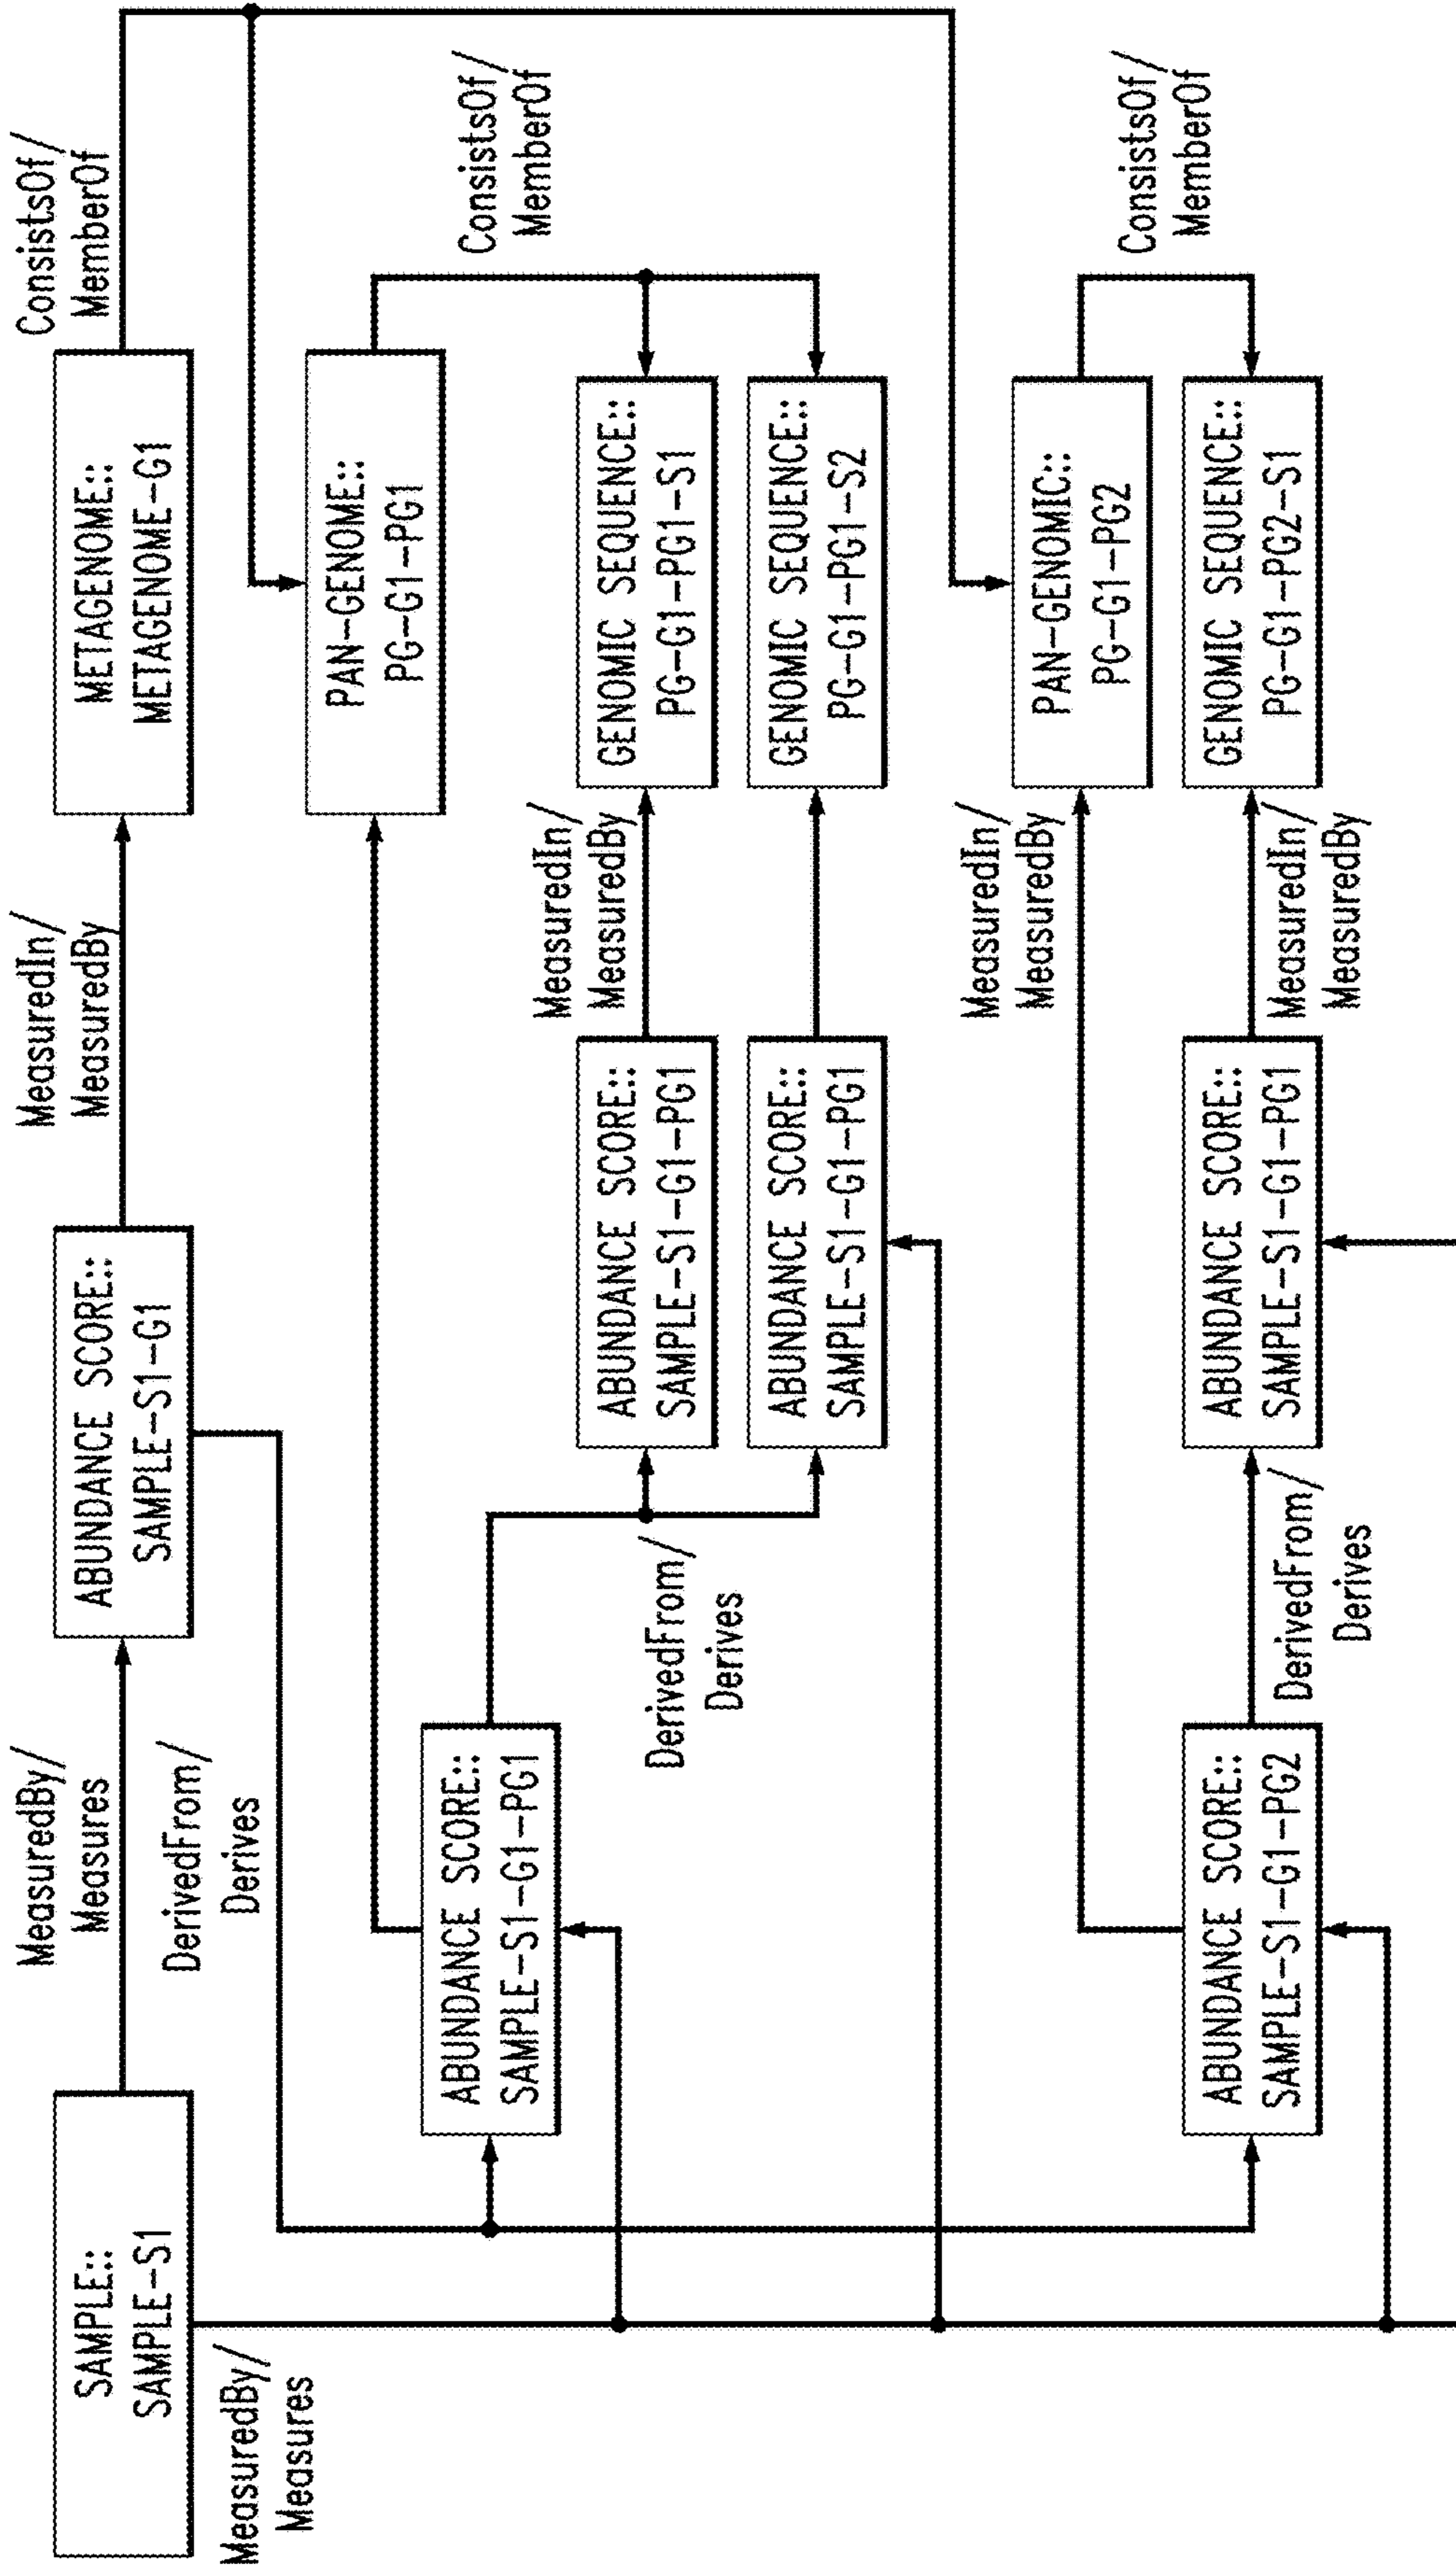 SAMPLE::
SAMPLE-S1
MeasuredBy/
Measures
ABUNDANCE SCORE::
SAMPLE-S1-G1
MeasuredIn/
MeasuredBy
METAGENOME::
METAGENOME-G1
ConsistsOf/
MemberOf
MeasuredBy/
Measures
DerivedFrom/
Derives
PAN-GENOME::
PG-G1-PG1
ConsistsOf/
MemberOf
ABUNDANCE SCORE::
SAMPLE-S1-G1-PG1
DerivedFrom/
Derives
ABUNDANCE SCORE::
SAMPLE-S1-G1-PG1
MeasuredIn/
MeasuredBy
GENOMIC SEQUENCE::
PG-G1-PG1-S1
ABUNDANCE SCORE::
SAMPLE-S1-G1-PG1
GENOMIC SEQUENCE::
PG-G1-PG1-S2
MeasuredIn/
MeasuredBy
PAN-GENOMIC::
PG-G1-PG2
ConsistsOf/
MemberOf
ABUNDANCE SCORE::
SAMPLE-S1-G1-PG2
DerivedFrom/
Derives
ABUNDANCE SCORE::
SAMPLE-S1-G1-PG1
MeasuredIn/
MeasuredBy
GENOMIC SEQUENCE::
PG-G1-PG2-S1